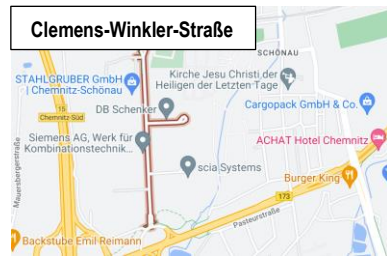 Clemens-Winkler-Straße
SCHÖNAU
STAHLGRUBER GmbH
| Chemnitz-Schönau
Kirche Jesu Christi der
Heiligen der Letzten Tage
DB Schenker
Cargopack GmbH & Co.
15
Chemnitz Süd
Siemens AG, Werk für
Kombinationstechnik...
ACHAT Hotel Chemnitz
Mauersbergerstraße
scia Systems
Burger King
173
Pasteurstraße
Backstube Emil Reimann